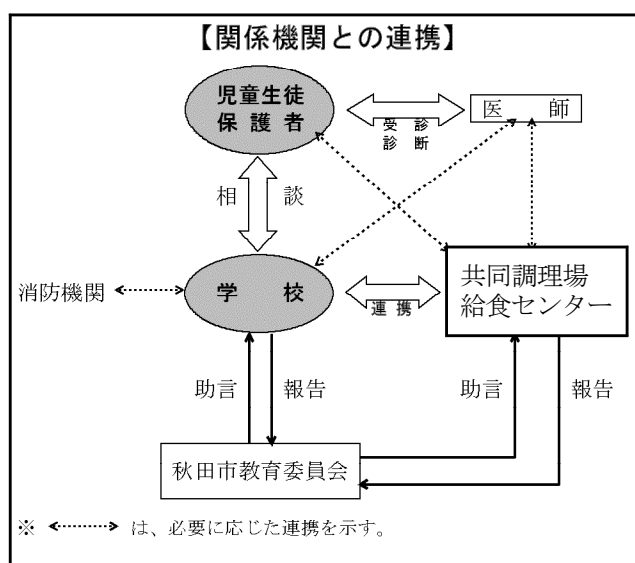 【関係機関との連携】
児童生徒
保護者
受診
診断
医師
相談
消防機関
学校
連携
共同調理場
給食センター
助言
報告
助言
報告
秋田市教育委員会
※ は、必要に応じた連携を示す。